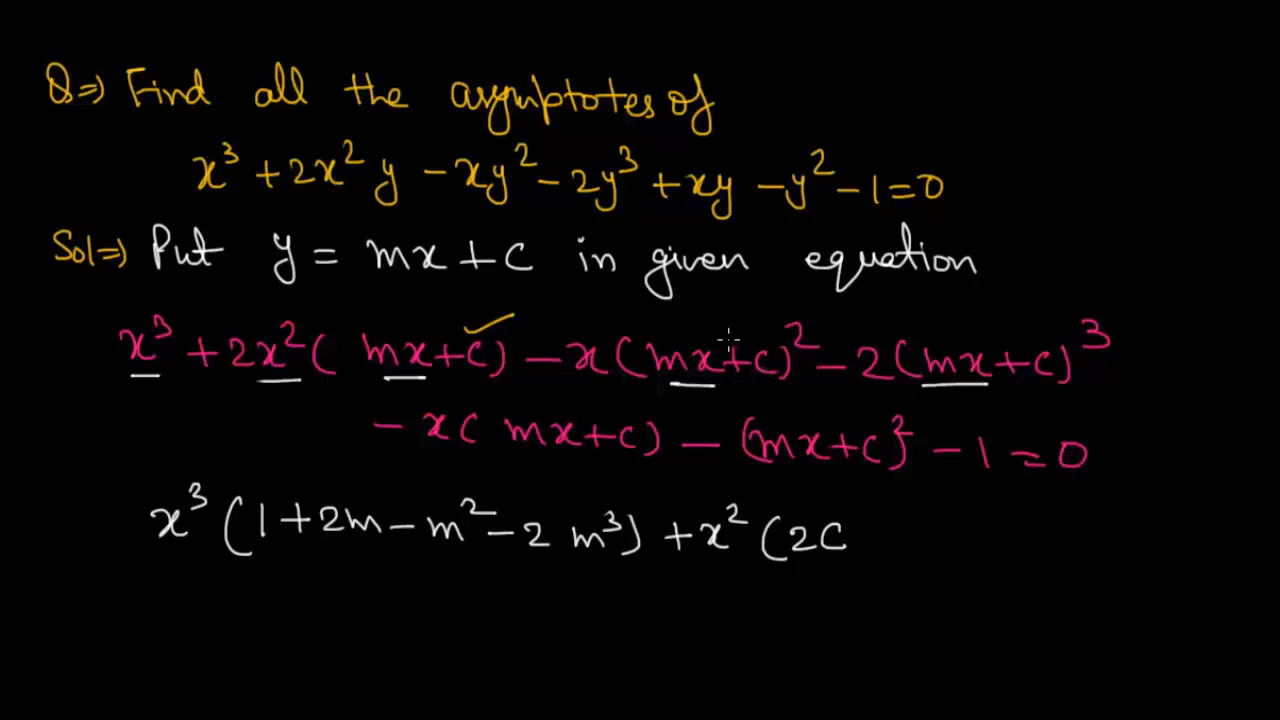 Q⇒ Find all the asymptotes of
x³ + 2x²y - xy² - 2y³ + xy - y² - 1 = 0
Sol⇒ Put y = mx + c in given equation
x³ + 2x²( mx+c) - x(mx+c)² - 2(mx+c)³
- x( mx+c) - (mx+c)² - 1 = 0
x³ (1 + 2m - m² - 2 m³) + x² (2c